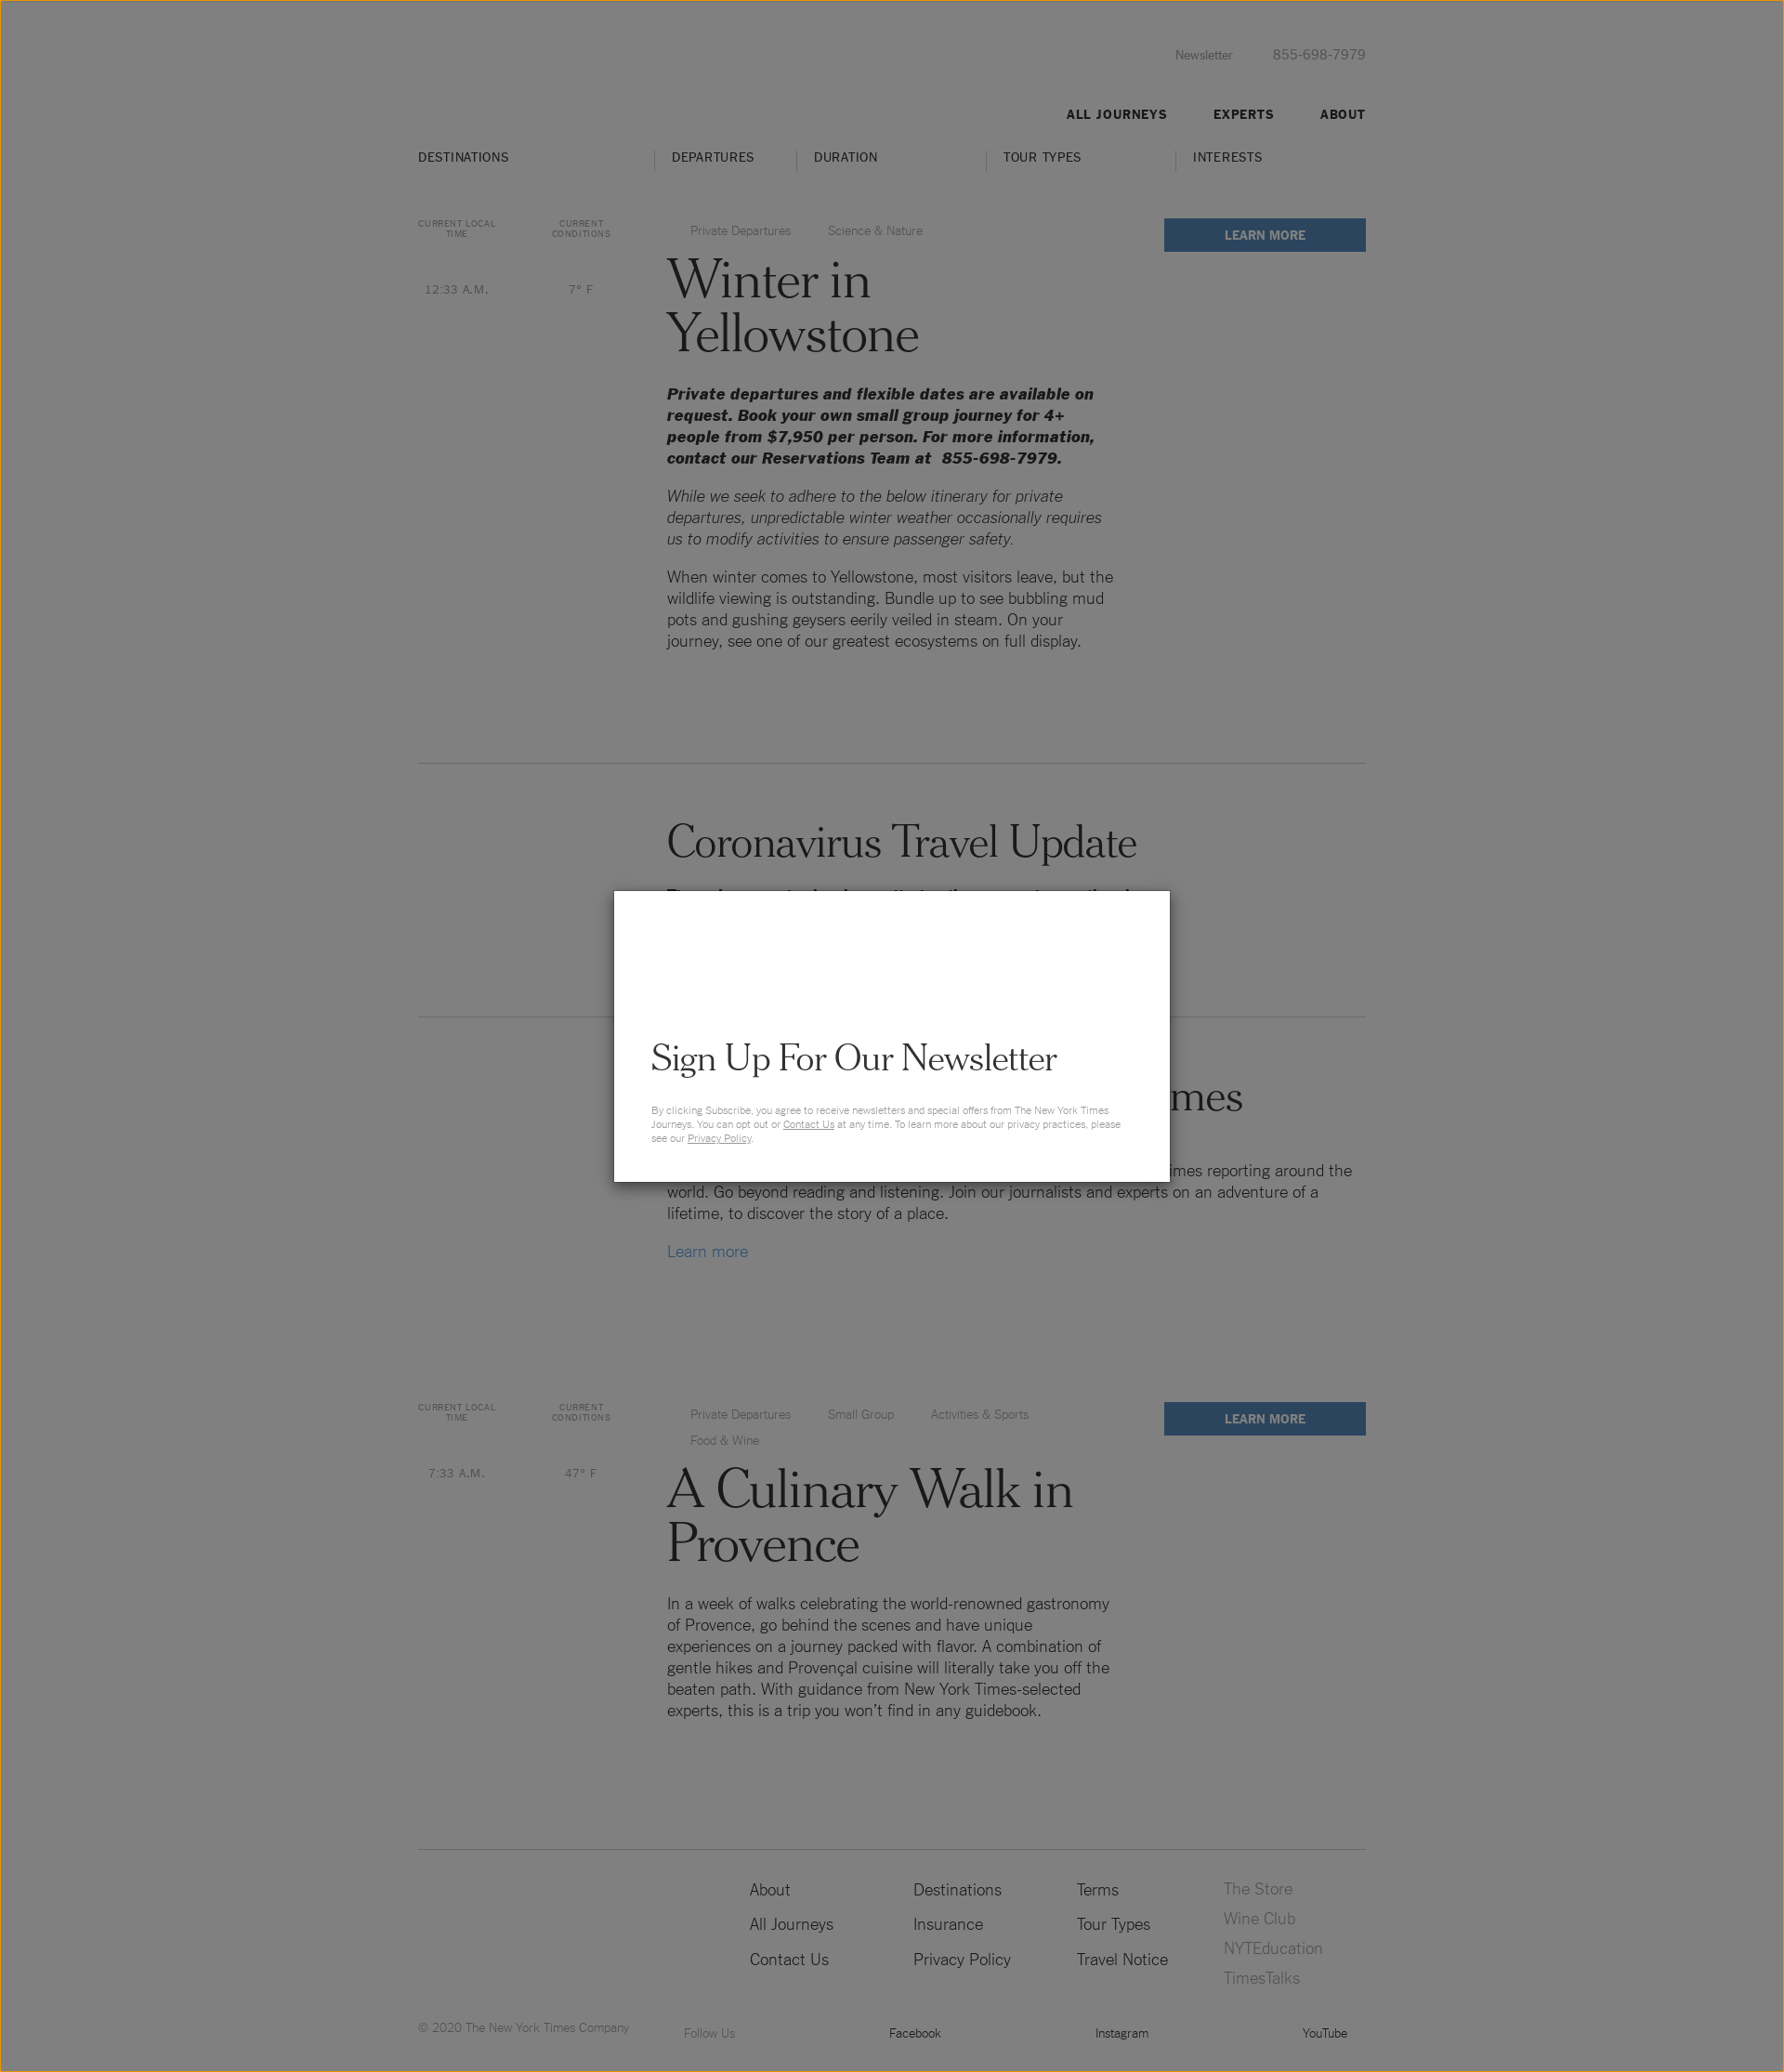 Newsletter 855-698-7979
ALL JOURNEYS EXPERTS ABOUT
DESTINATIONS DEPARTURES DURATION TOUR TYPES INTERESTS
CURRENT LOCAL TIME
CURRENT CONDITIONS
12:33 A.M. 7° F
Private Departures Science & Nature
LEARN MORE
Winter in
Yellowstone
Private departures and flexible dates are available on
request. Book your own small group journey for 4+
people from $7,950 per person. For more information,
contact our Reservations Team at 855-698-7979.
While we seek to adhere to the below itinerary for private
departures, unpredictable winter weather occasionally requires
us to modify activities to ensure passenger safety.
When winter comes to Yellowstone, most visitors leave, but the
wildlife viewing is outstanding. Bundle up to see bubbling mud
pots and gushing geysers eerily veiled in steam. On your
journey, see one of our greatest ecosystems on full display.
Coronavirus Travel Update
Sign Up For Our Newsletter
By clicking Subscribe, you agree to receive newsletters and special offers from The New York Times
Journeys. You can opt out or Contact Us at any time. To learn more about our privacy practices, please
see our Privacy Policy.
mes
imes reporting around the
world. Go beyond reading and listening. Join our journalists and experts on an adventure of a
lifetime, to discover the story of a place.
Learn more
CURRENT LOCAL TIME
CURRENT CONDITIONS
7:33 A.M. 47° F
Private Departures Small Group Activities & Sports
Food & Wine
LEARN MORE
A Culinary Walk in
Provence
In a week of walks celebrating the world-renowned gastronomy
of Provence, go behind the scenes and have unique
experiences on a journey packed with flavor. A combination of
gentle hikes and Provençal cuisine will literally take you off the
beaten path. With guidance from New York Times-selected
experts, this is a trip you won't find in any guidebook.
About Destinations Terms The Store
All Journeys Insurance Tour Types Wine Club
Contact Us Privacy Policy Travel Notice NYTEducation
TimesTalks
© 2020 The New York Times Company Follow Us Facebook Instagram YouTube